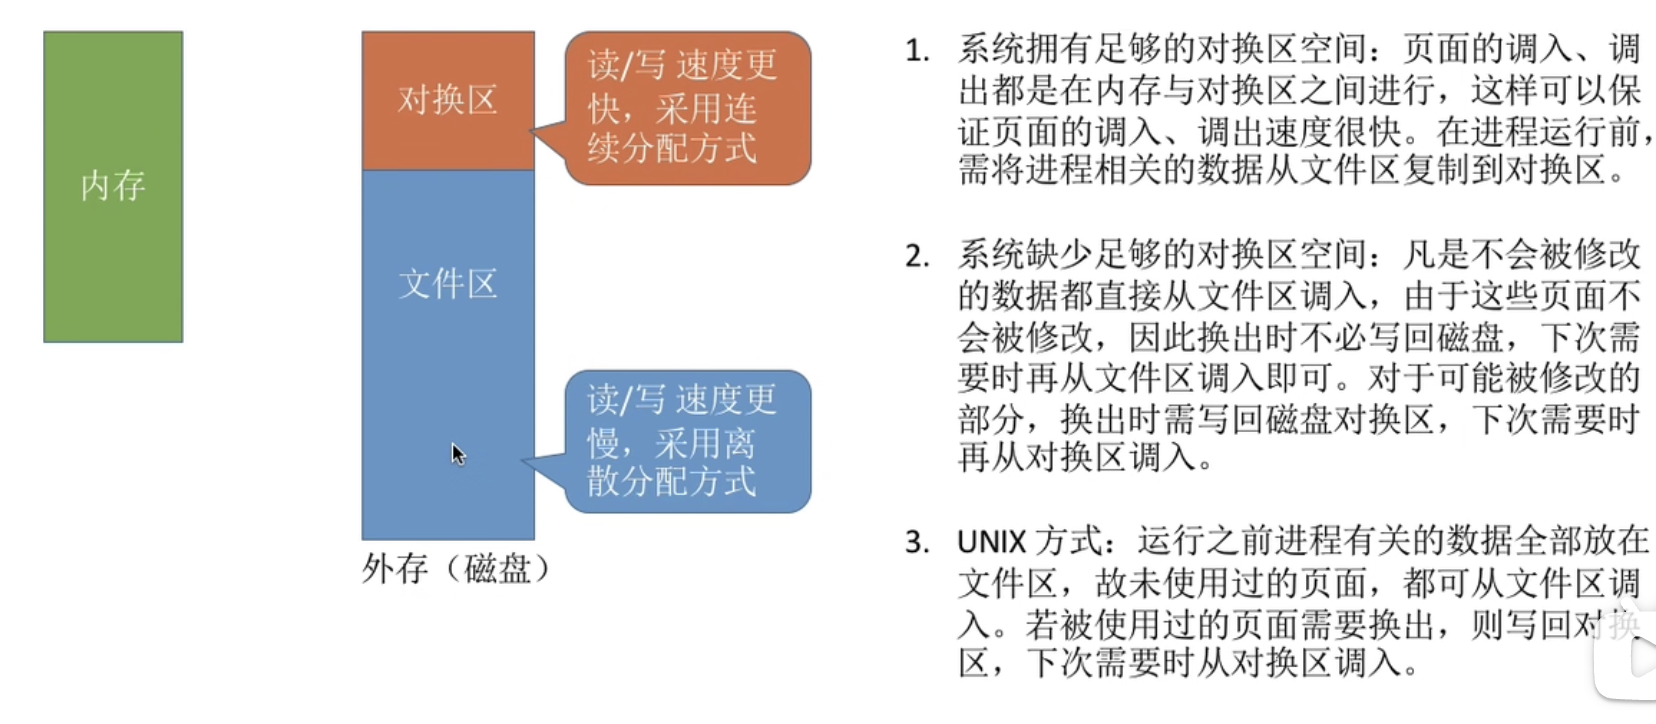 内存
对换区
读/写 速度更
快，采用连
续分配方式
文件区
读/写 速度更
慢，采用离
散分配方式
外存（磁盘）
1. 系统拥有足够的对换区空间：页面的调入、调
出都是在内存与对换区之间进行，这样可以保
证页面的调入、调出速度很快。在进程运行前，
需将进程相关的数据从文件区复制到对换区。
2. 系统缺少足够的对换区空间：凡是不会被修改
的数据都直接从文件区调入，由于这些页面不
会被修改，因此换出时不必写回磁盘，下次需
要时再从文件区调入即可。对于可能被修改的
部分，换出时需写回磁盘对换区，下次需要时
再从对换区调入。
3. UNIX 方式：运行之前进程有关的数据全部放在
文件区，故未使用过的页面，都可从文件区调
入。若被使用过的页面需要换出，则写回对换
区，下次需要时从对换区调入。